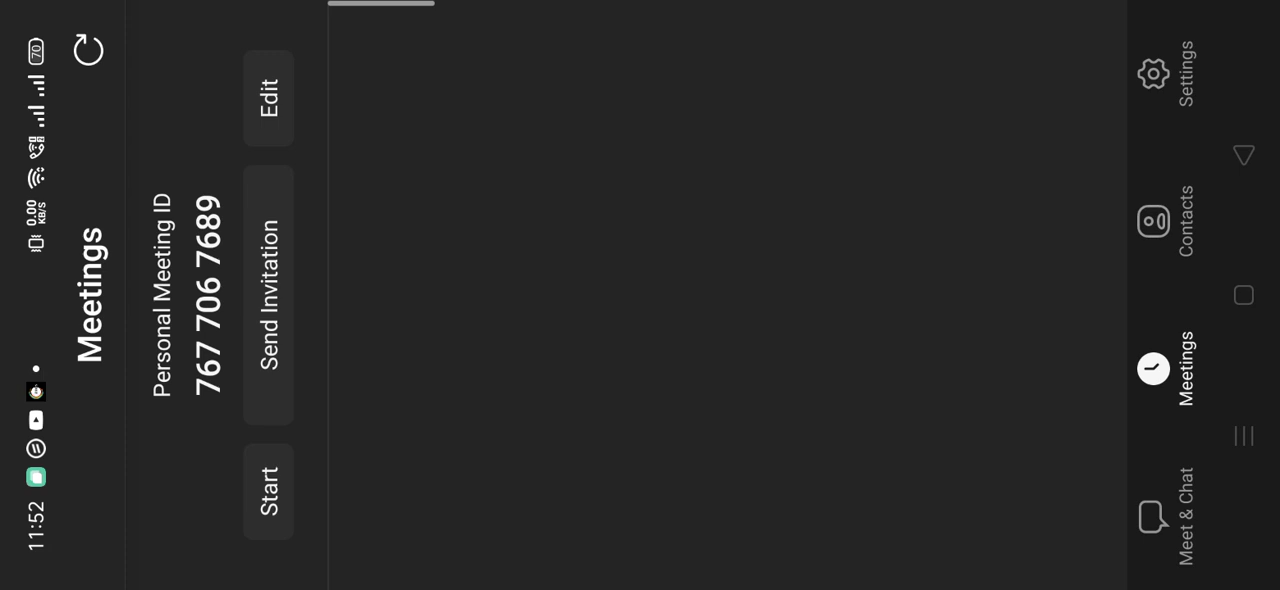 11:52
0.00
KB/S
70
Meetings
Personal Meeting ID
767 706 7689
Start
Send Invitation
Edit
Meet & Chat
Meetings
Contacts
Settings